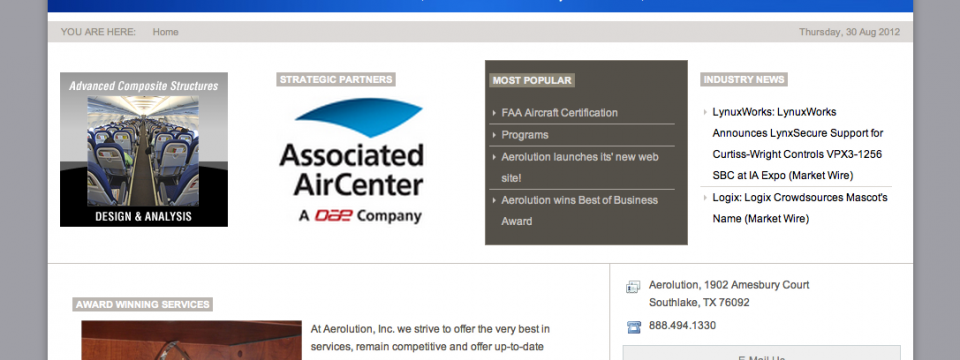 YOU ARE HERE: Home
Thursday, 30 Aug 2012
Advanced Composite Structures
DESIGN & ANALYSIS
STRATEGIC PARTNERS
Associated
AirCenter
A DAE Company
MOST POPULAR
FAA Aircraft Certification
Programs
Aerolution launches its' new web
site!
Aerolution wins Best of Business
Award
INDUSTRY NEWS
LynuxWorks: LynuxWorks
Announces LynxSecure Support for
Curtiss-Wright Controls VPX3-1256
SBC at IA Expo (Market Wire)
Logix: Logix Crowdsources Mascot's
Name (Market Wire)
AWARD WINNING SERVICES
At Aerolution, Inc. we strive to offer the very best in
services, remain competitive and offer up-to-date
Aerolution, 1902 Amesbury Court
Southlake, TX 76092
888.494.1330
E-Mail Us